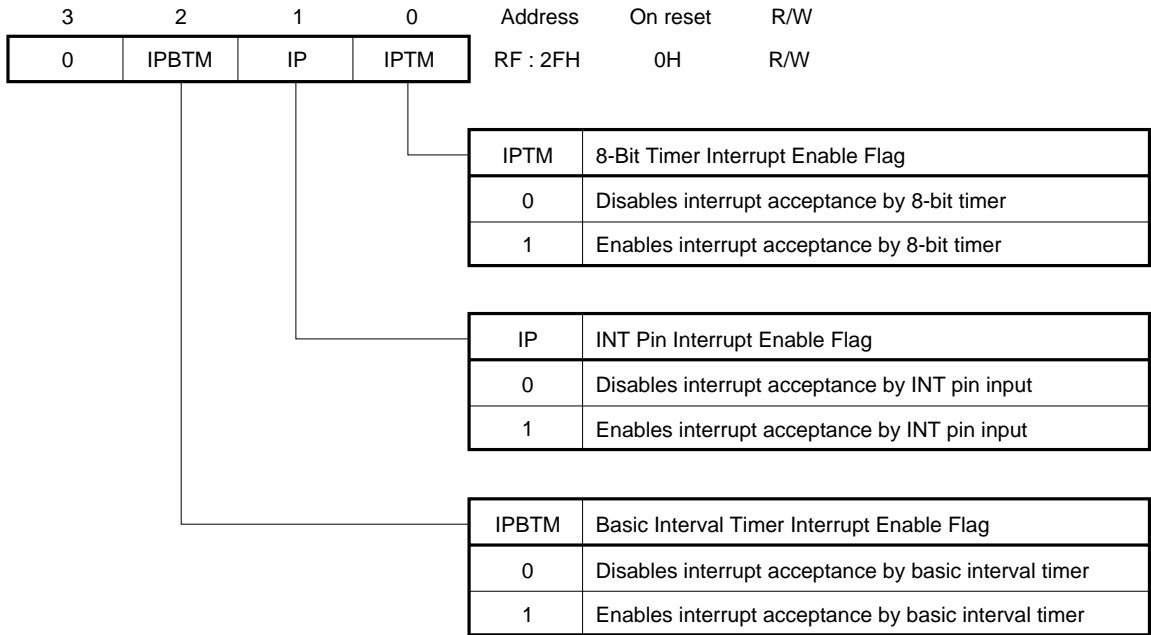 3 2 1 0 Address On reset R/W
0 IPBTM IP IPTM RF : 2FH 0H R/W
IPTM 8-Bit Timer Interrupt Enable Flag
0 Disables interrupt acceptance by 8-bit timer
1 Enables interrupt acceptance by 8-bit timer
IP INT Pin Interrupt Enable Flag
0 Disables interrupt acceptance by INT pin input
1 Enables interrupt acceptance by INT pin input
IPBTM Basic Interval Timer Interrupt Enable Flag
0 Disables interrupt acceptance by basic interval timer
1 Enables interrupt acceptance by basic interval timer